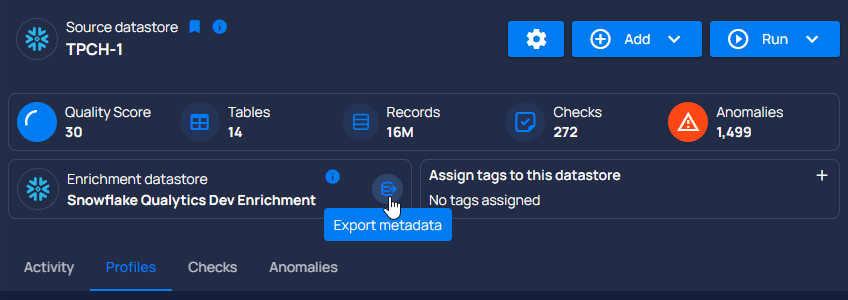 Source datastore
TPCH-1
Add
Run
Quality Score
30
Tables
14
Records
16M
Checks
272
Anomalies
1,499
Enrichment datastore
Snowflake Qualytics Dev Enrichment
Export metadata
Assign tags to this datastore
No tags assigned
Activity
Profiles
Checks
Anomalies